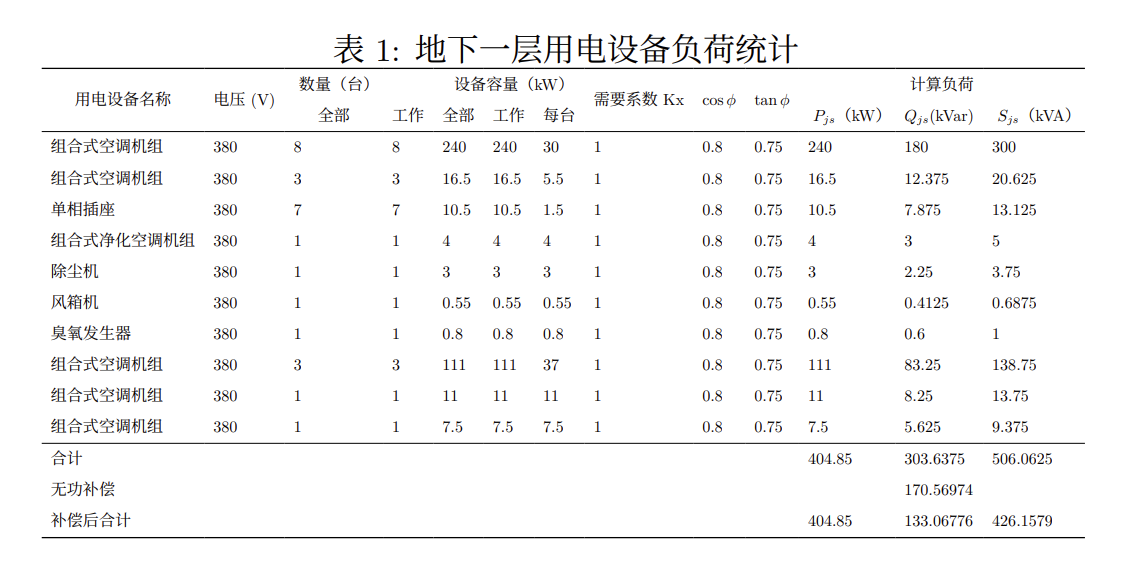 表 1: 地下一层用电设备负荷统计
用电设备名称 电压 (V) 数量（台） 设备容量（kW） 需要系数 Kx cos ϕ tan ϕ 计算负荷
全部 工作 全部 工作 每台 Pjs（kW） Qjs(kVar) Sjs（kVA）
组合式空调机组 380 8 8 240 240 30 1 0.8 0.75 240 180 300
组合式空调机组 380 3 3 16.5 16.5 5.5 1 0.8 0.75 16.5 12.375 20.625
单相插座 380 7 7 10.5 10.5 1.5 1 0.8 0.75 10.5 7.875 13.125
组合式净化空调机组 380 1 1 4 4 4 1 0.8 0.75 4 3 5
除尘机 380 1 1 3 3 3 1 0.8 0.75 3 2.25 3.75
风箱机 380 1 1 0.55 0.55 0.55 1 0.8 0.75 0.55 0.4125 0.6875
臭氧发生器 380 1 1 0.8 0.8 0.8 1 0.8 0.75 0.8 0.6 1
组合式空调机组 380 3 3 111 111 37 1 0.8 0.75 111 83.25 138.75
组合式空调机组 380 1 1 11 11 11 1 0.8 0.75 11 8.25 13.75
组合式空调机组 380 1 1 7.5 7.5 7.5 1 0.8 0.75 7.5 5.625 9.375
合计 404.85 303.6375 506.0625
无功补偿 170.56974
补偿后合计 404.85 133.06776 426.1579